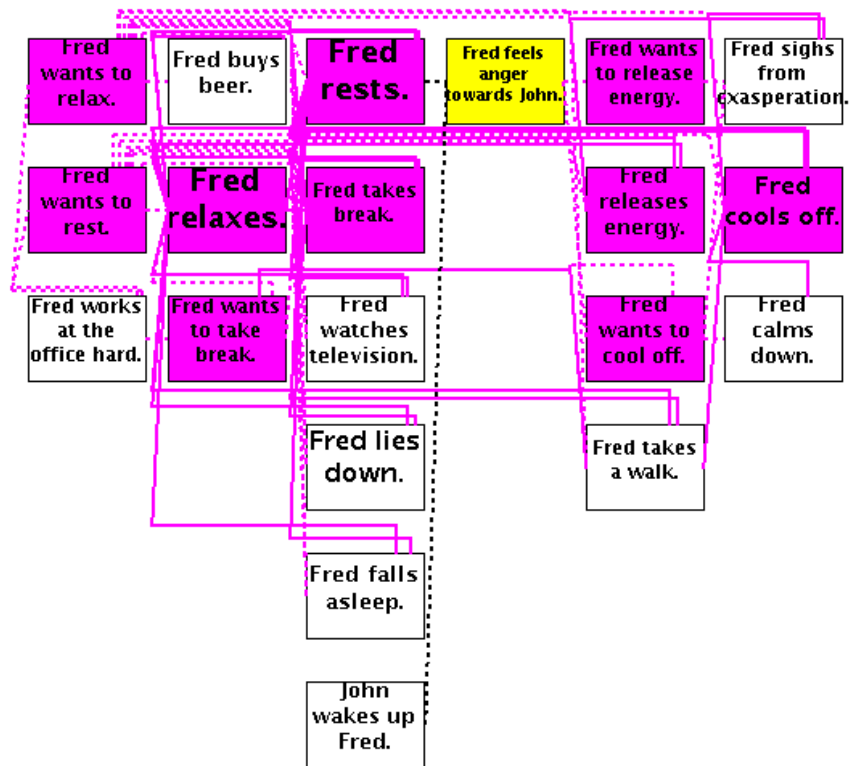 Fred
wants to
relax.
Fred buys
beer.
Fred
rests.
Fred feels
anger
towards John.
Fred wants
to release
energy.
Fred sighs
from
exasperation.
Fred
wants to
rest.
Fred
relaxes.
Fred takes
break.
Fred
releases
energy.
Fred
cools off.
Fred works
at the
office hard.
Fred wants
to take
break.
Fred
watches
television.
Fred
wants to
cool off.
Fred
calms
down.
Fred lies
down.
Fred takes
a walk.
Fred falls
asleep.
John
wakes up
Fred.